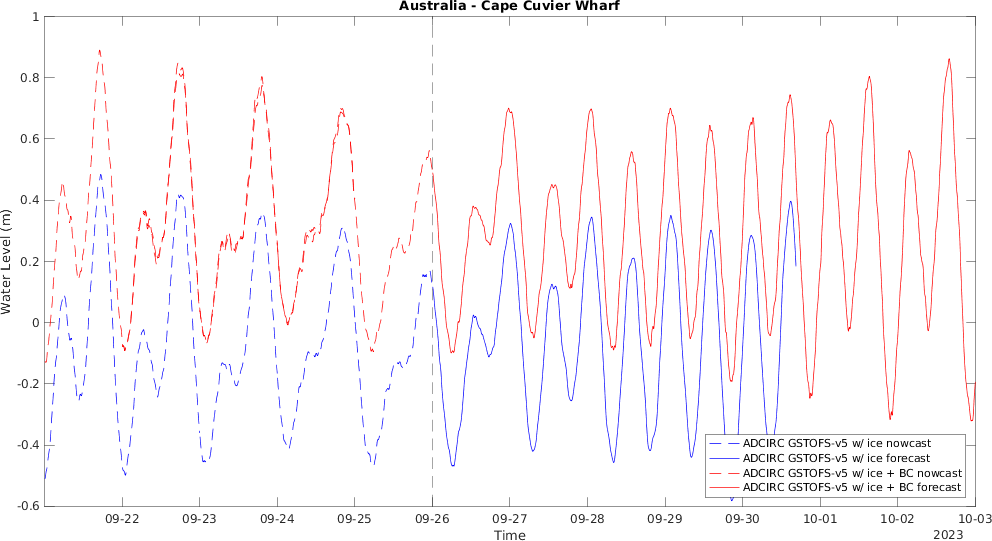 Australia - Cape Cuvier Wharf
1
0.8
0.6
0.4
0.2
0
-0.2
-0.4
-0.6
Water Level (m)
ADCIRC GSTOFS-v5 w/ ice nowcast
ADCIRC GSTOFS-v5 w/ ice forecast
ADCIRC GSTOFS-v5 w/ ice + BC nowcast
ADCIRC GSTOFS-v5 w/ ice + BC forecast
09-22 09-23 09-24 09-25 09-26 09-27 09-28 09-29 09-30 10-01 10-02 10-03
Time
2023